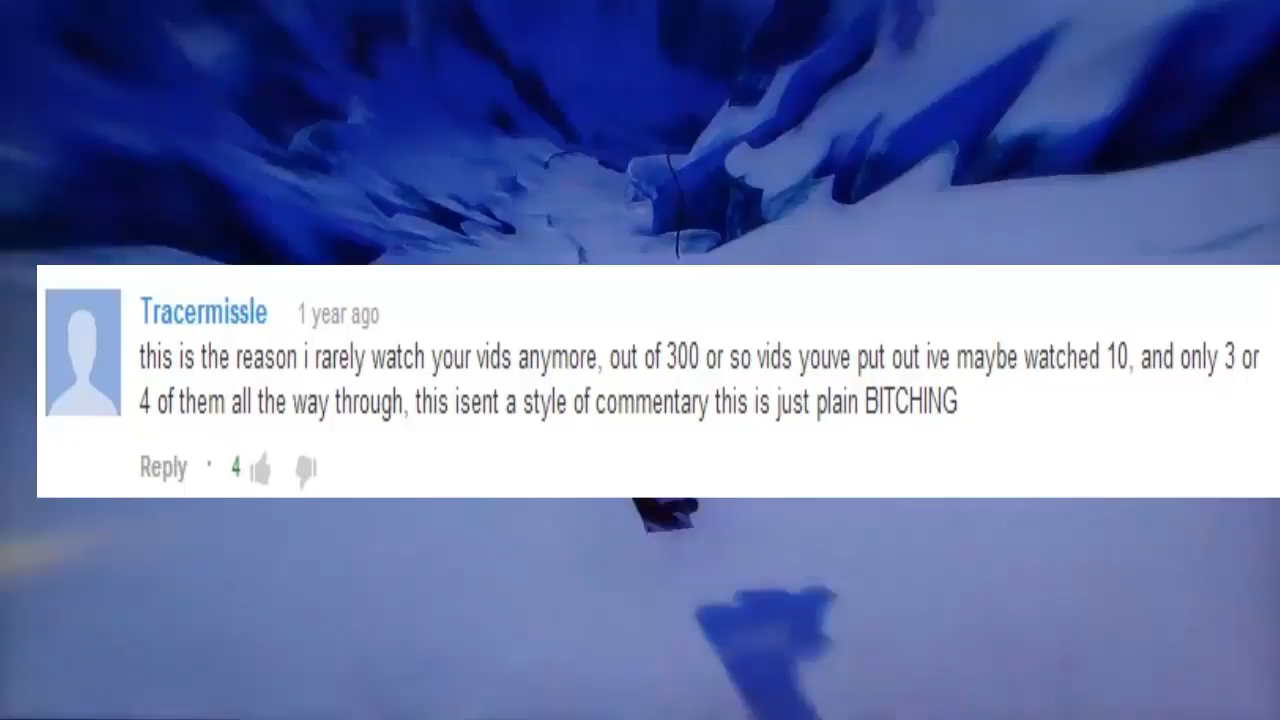 Tracermissle 1 year ago
this is the reason i rarely watch your vids anymore, out of 300 or so vids youve put out ive maybe watched 10, and only 3 or
4 of them all the way through, this isent a style of commentary this is just plain BITCHING
Reply · 4